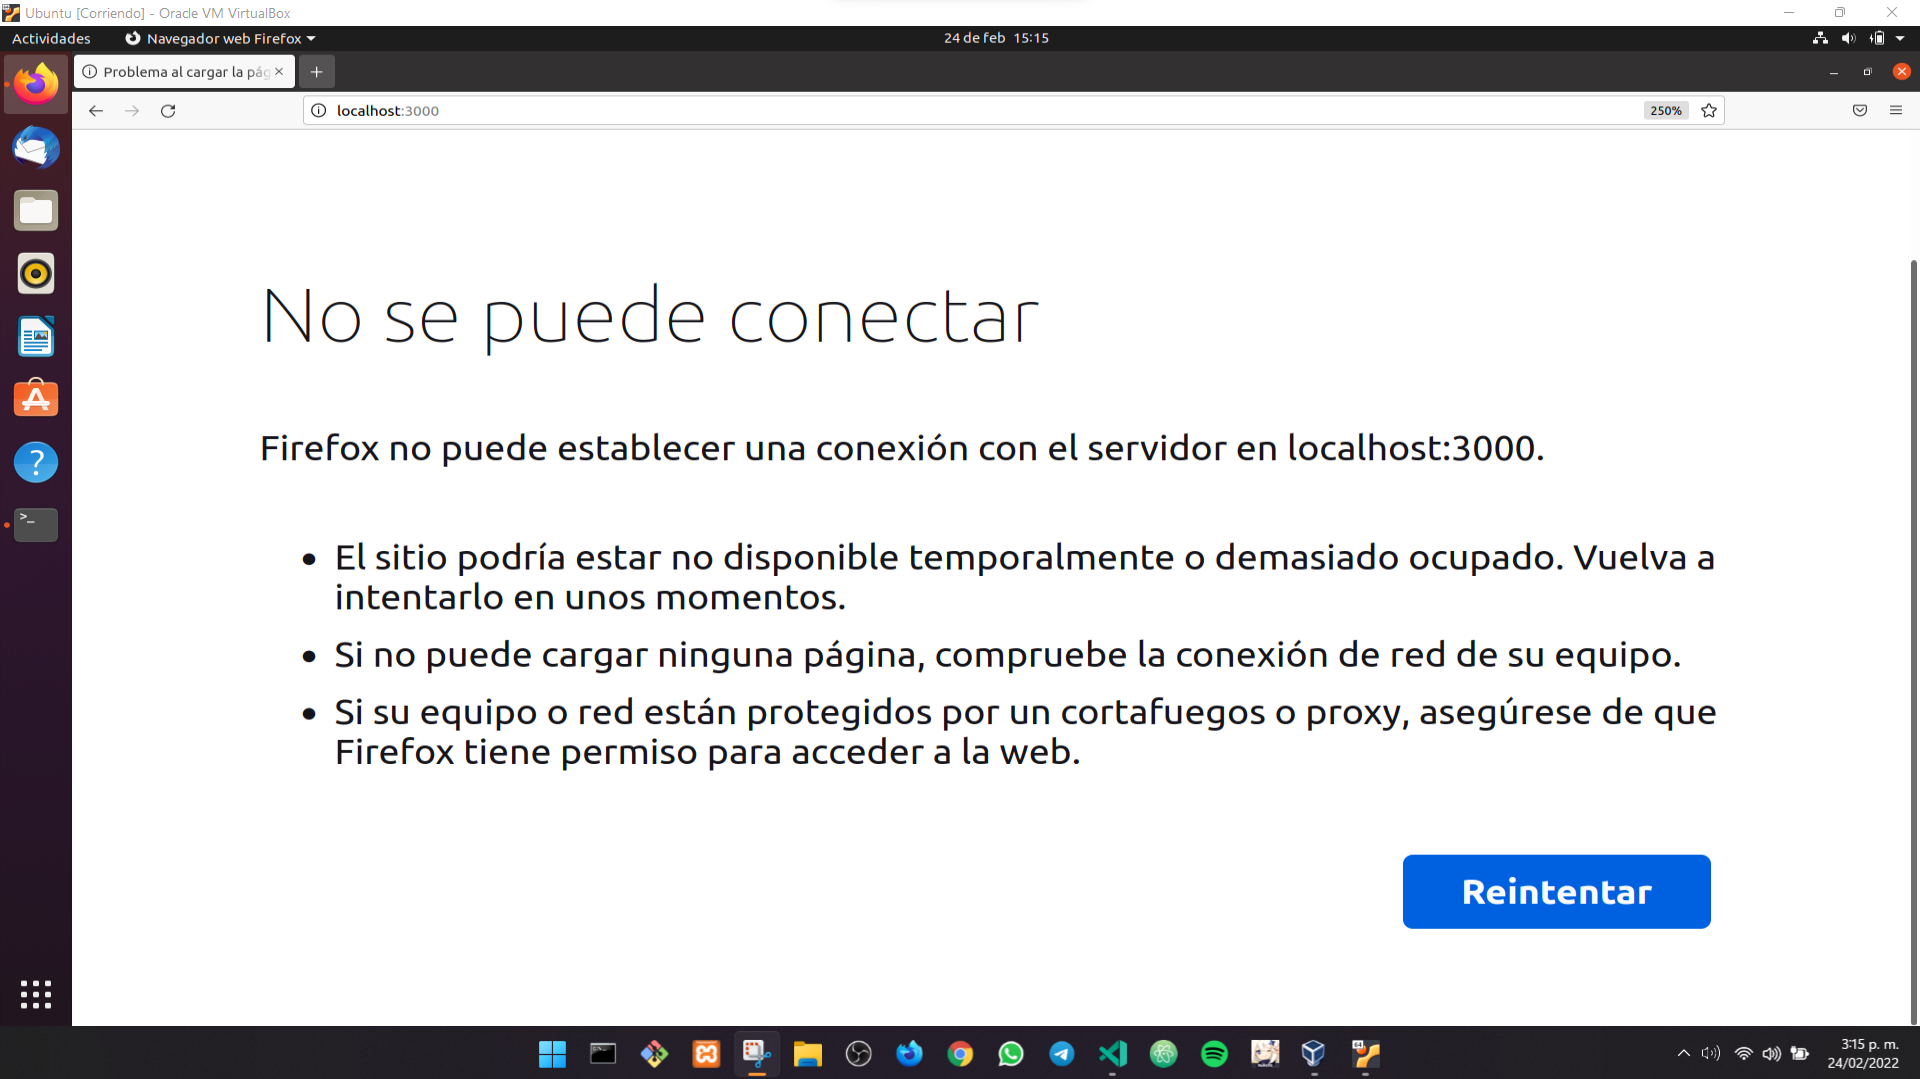 Ubuntu [Corriendo] - Oracle VM VirtualBox
Actividades
Navegador web Firefox
24 de feb 15:15
Problema al cargar la pág
localhost:3000
250%
No se puede conectar
Firefox no puede establecer una conexión con el servidor en localhost:3000.
El sitio podría estar no disponible temporalmente o demasiado ocupado. Vuelva a
intentarlo en unos momentos.
Si no puede cargar ninguna página, compruebe la conexión de red de su equipo.
Si su equipo o red están protegidos por un cortafuegos o proxy, asegúrese de que
Firefox tiene permiso para acceder a la web.
Reintentar
3:15 p. m.
24/02/2022